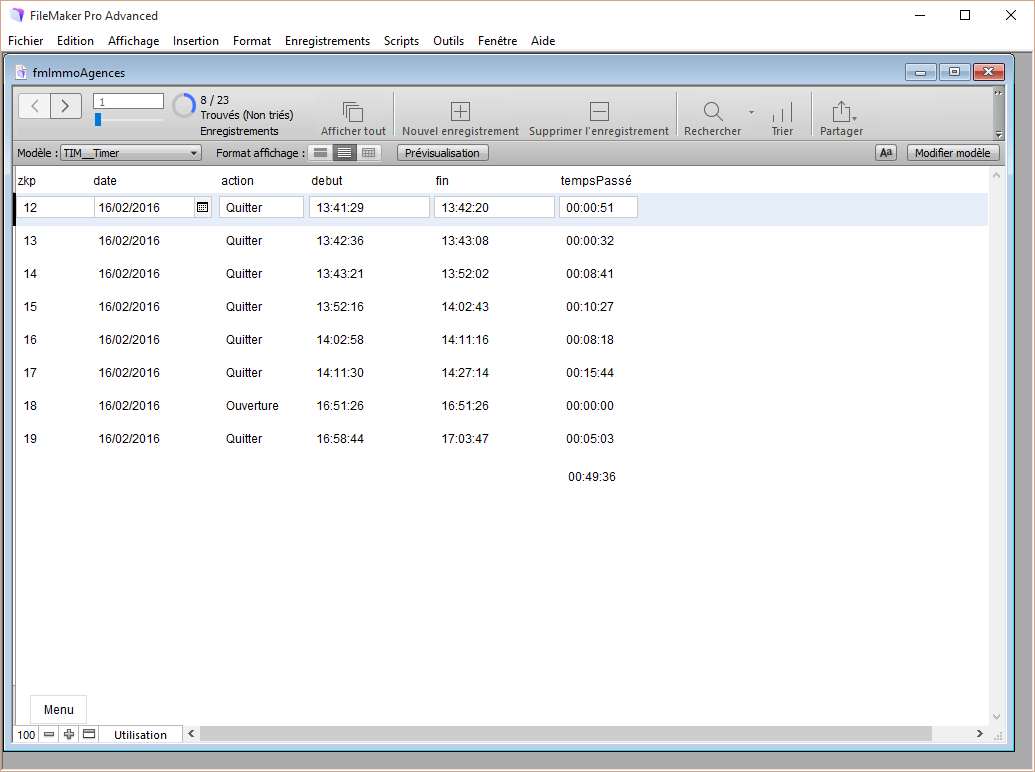 FileMaker Pro Advanced
Fichier Edition Affichage Insertion Format Enregistrements Scripts Outils Fenêtre Aide
fmImmoAgences
1
8 / 23
Trouvés (Non triés)
Enregistrements
Afficher tout Nouvel enregistrement Supprimer l'enregistrement Rechercher Trier Partager
Modèle : TIM__Timer Format affichage : Prévisualisation Aa Modifier modèle
zkp date action debut fin tempsPassé
12 16/02/2016 Quitter 13:41:29 13:42:20 00:00:51
13 16/02/2016 Quitter 13:42:36 13:43:08 00:00:32
14 16/02/2016 Quitter 13:43:21 13:52:02 00:08:41
15 16/02/2016 Quitter 13:52:16 14:02:43 00:10:27
16 16/02/2016 Quitter 14:02:58 14:11:16 00:08:18
17 16/02/2016 Quitter 14:11:30 14:27:14 00:15:44
18 16/02/2016 Ouverture 16:51:26 16:51:26 00:00:00
19 16/02/2016 Quitter 16:58:44 17:03:47 00:05:03
00:49:36
Menu
100 Utilisation